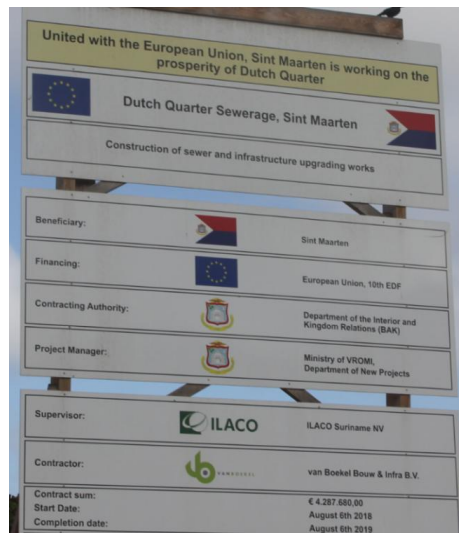 United with the European Union, Sint Maarten is working on the
prosperity of Dutch Quarter
Dutch Quarter Sewerage, Sint Maarten
Construction of sewer and infrastructure upgrading works
Beneficiary: Sint Maarten
Financing: European Union, 10th EDF
Contracting Authority: Department of the Interior and
Kingdom Relations (BAK)
Project Manager: Ministry of VROMI,
Department of New Projects
Supervisor: ILACO ILACO Suriname NV
Contractor: VANBOEKEL van Boekel Bouw & Infra B.V.
Contract sum: € 4.287.680,00
Start Date: August 6th 2018
Completion date: August 6th 2019